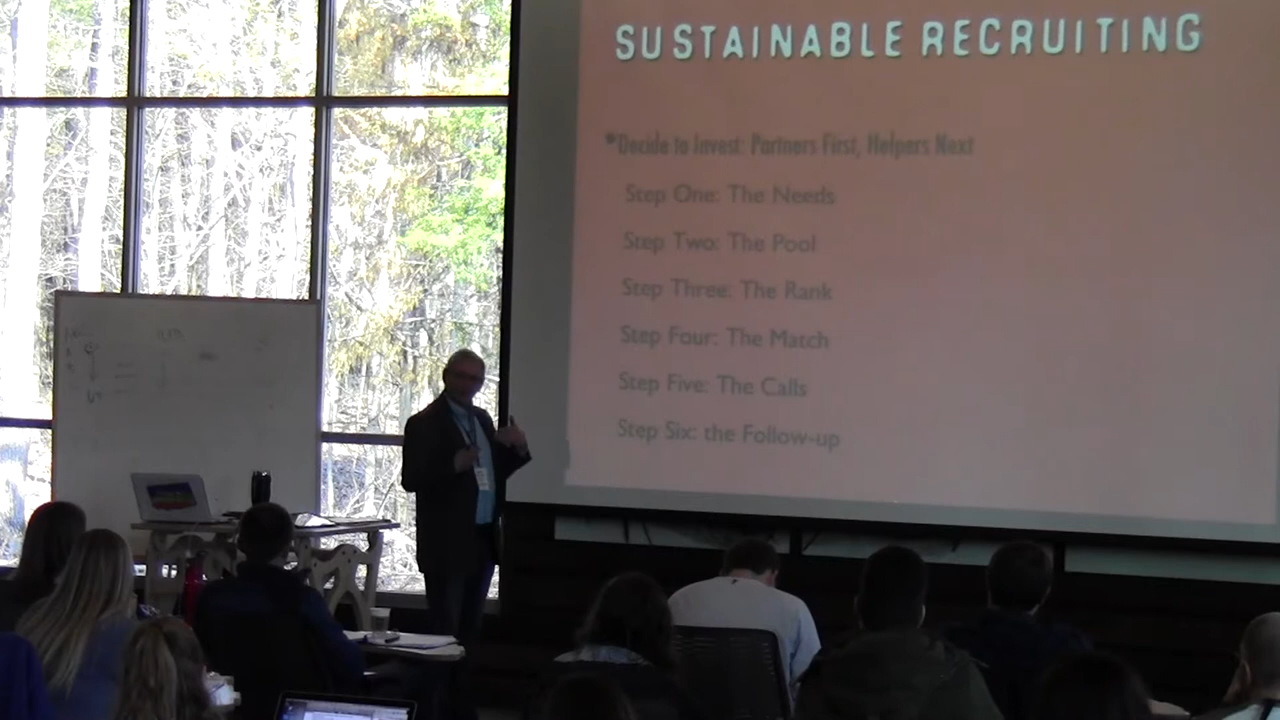 SUSTAINABLE RECRUITING
*Decide to Invest: Partners First, Helpers Next
Step One: The Needs
Step Two: The Pool
Step Three: The Rank
Step Four: The Match
Step Five: The Calls
Step Six: the Follow-up